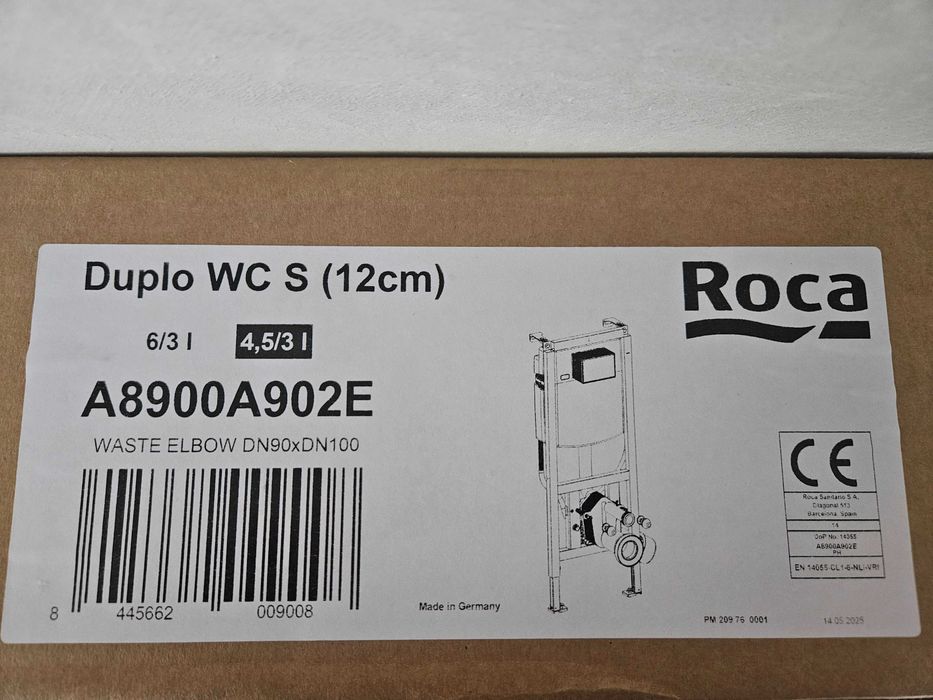 Duplo WC S (12cm)
Roca
6/3 l
4,5/3 l
A8900A902E
WASTE ELBOW DN90xDN100
8 445662 009008
Made in Germany
CE
Roca Sanitario S.A.
Diagonal 513
Barcelona, Spain
14
DoP No. 14055
A8900A902E
PH
EN 14055-CL1-6-NLI-VRI
PM 209 76 0001
14.05.2025